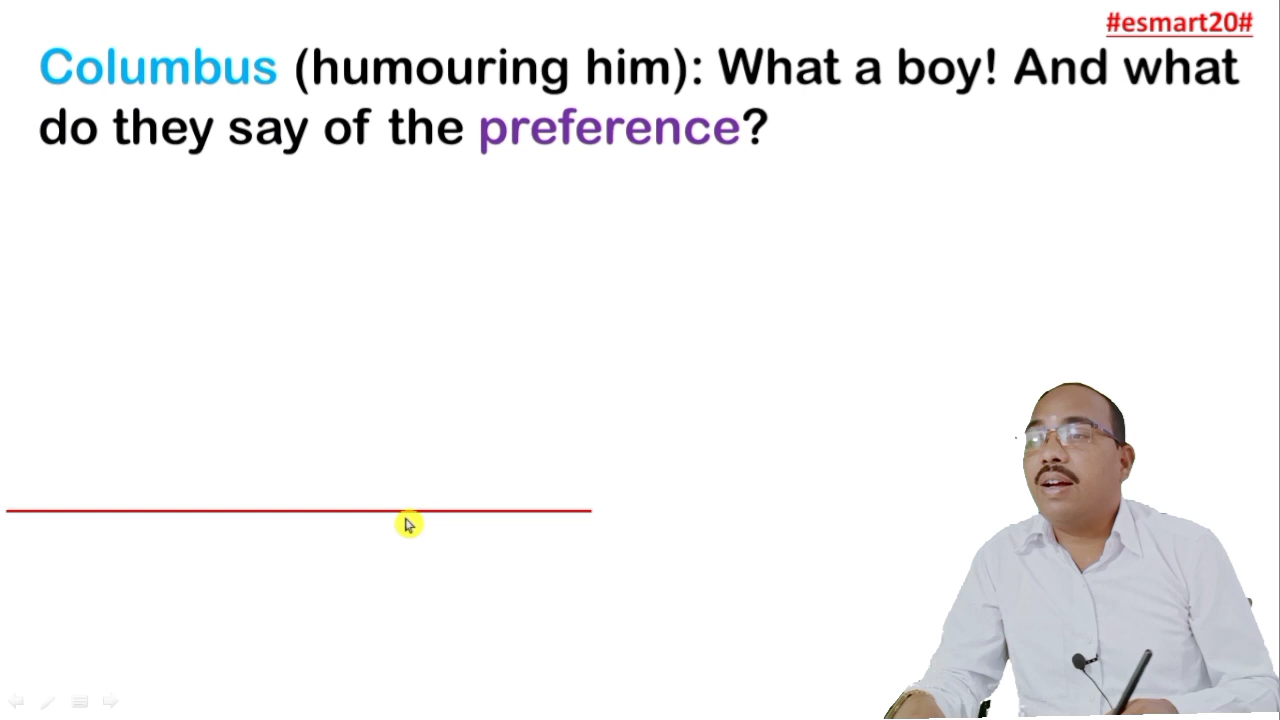 #esmart20#
Columbus (humouring him): What a boy! And what
do they say of the preference?